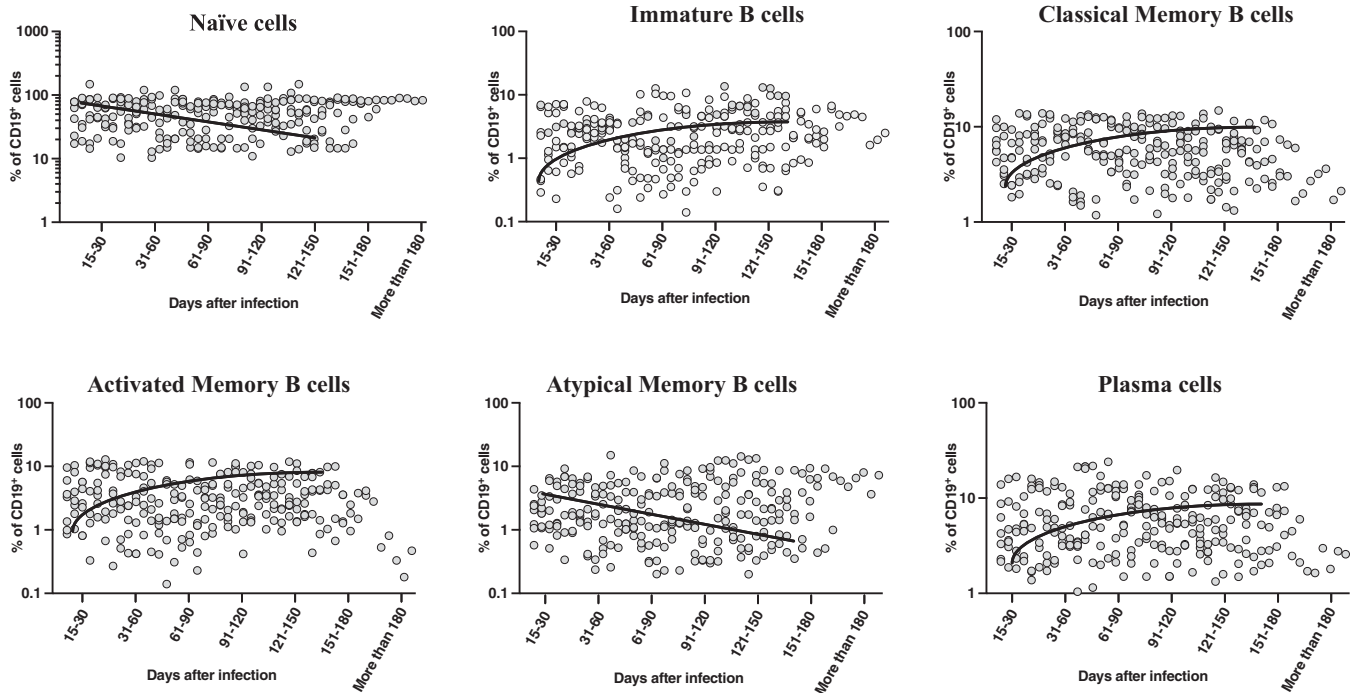 Naïve cells
1000
100
10
1
% of CD19+ cells
15-30
31-60
61-90
91-120
121-150
151-180
More than 180
Days after infection
Immature B cells
100
10
1
0.1
% of CD19+ cells
15-30
31-60
61-90
91-120
121-150
151-180
More than 180
Days after infection
Classical Memory B cells
100
10
1
% of CD19+ cells
15-30
31-60
61-90
91-120
121-150
151-180
More than 180
Days after infection
Activated Memory B cells
100
10
1
0.1
% of CD19+ cells
15-30
31-60
61-90
91-120
121-150
151-180
More than 180
Days after infection
Atypical Memory B cells
100
10
1
0.1
% of CD19+ cells
15-30
31-60
61-90
91-120
121-150
151-180
More than 180
Days after infection
Plasma cells
100
10
1
% of CD19+ cells
15-30
31-60
61-90
91-120
121-150
151-180
More than 180
Days after infection